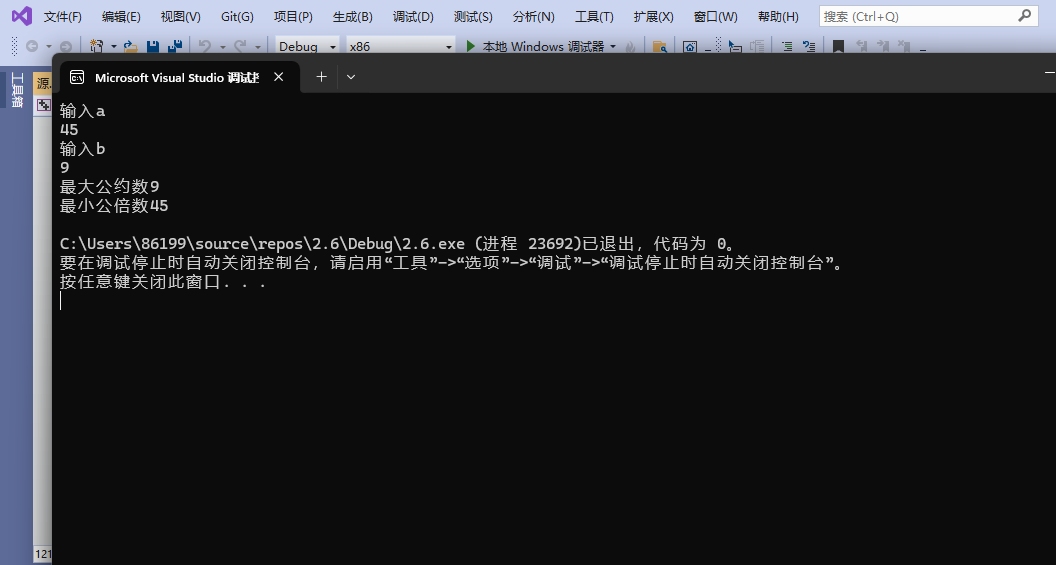 文件(F) 编辑(E) 视图(V) Git(G) 项目(P) 生成(B) 调试(D) 测试(S) 分析(N) 工具(T) 扩展(X) 窗口(W) 帮助(H) 搜索 (Ctrl+Q)
Debug x86 本地 Windows 调试器
工具箱
Microsoft Visual Studio 调试
输入a
45
输入b
9
最大公约数9
最小公倍数45
C:\Users\86199\source\repos\2.6\Debug\2.6.exe (进程 23692)已退出，代码为 0。
要在调试停止时自动关闭控制台，请启用“工具”->“选项”->“调试”->“调试停止时自动关闭控制台”。
按任意键关闭此窗口. . .
121